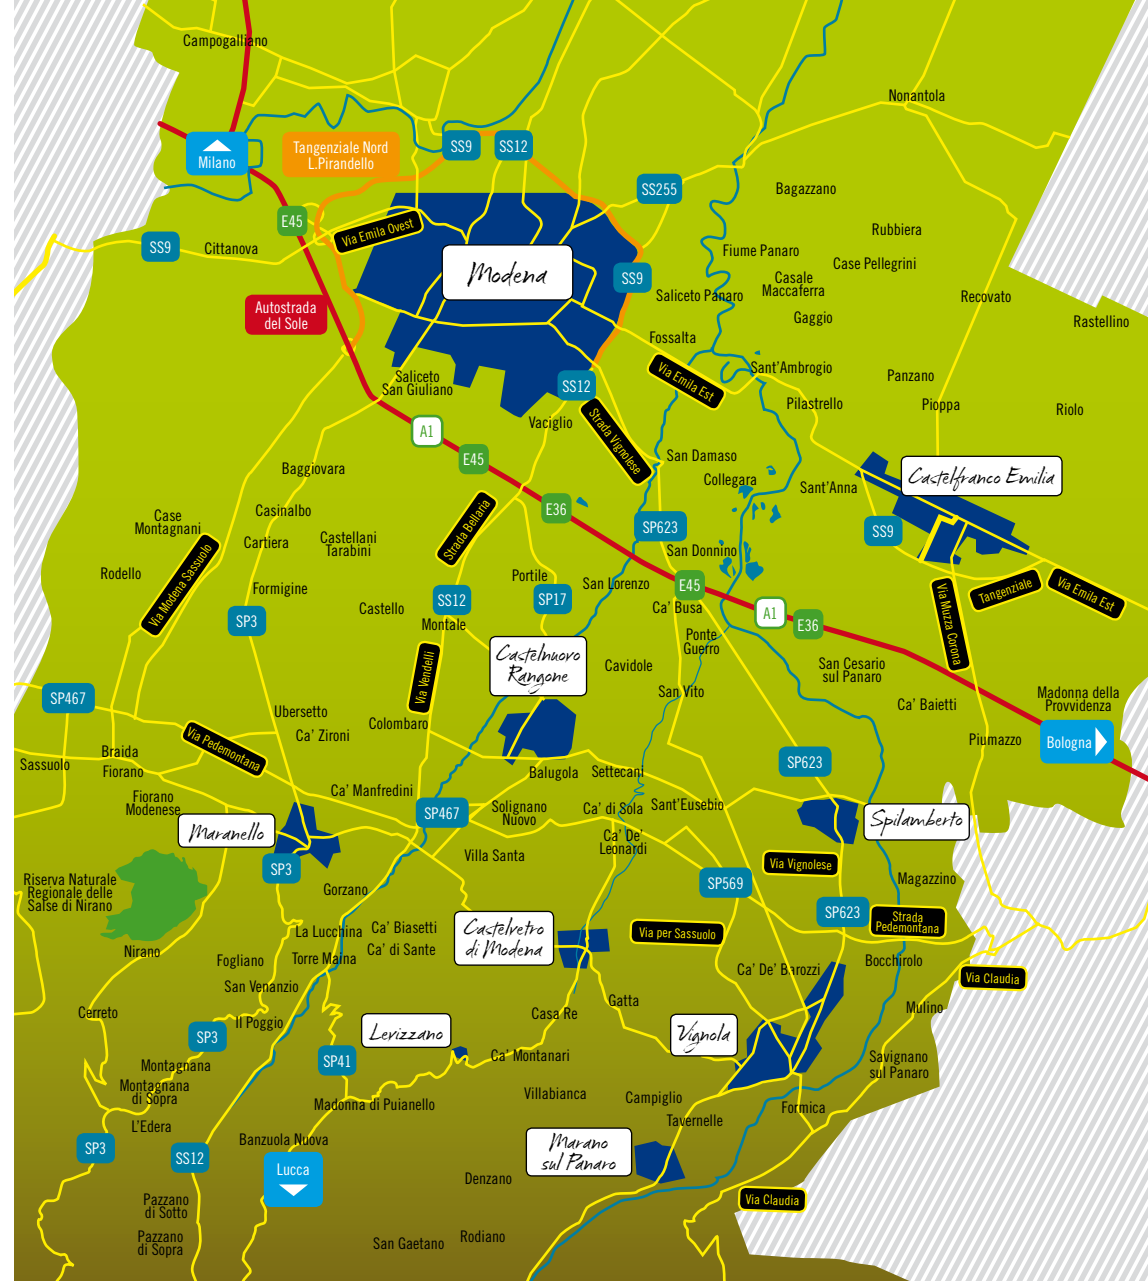 Campogalliano
Nonantola
Milano
Tangenziale Nord
L.Pirandello
SS9
SS12
SS255
Bagazzano
E45
Via Emila Ovest
Rubbiera
SS9
Cittanova
Modena
Fiume Panaro
Case Pellegrini
SS9
Casale
Maccaferra
Saliceto Panaro
Recovato
Autostrada
del Sole
Gaggio
Rastellino
Fossalta
Via Emila Est
Sant'Ambrogio
Saliceto
San Giuliano
SS12
Panzano
Pilastrello
Pioppa
Riolo
Vaciglio
A1
Strada Vignolese
E45
San Damaso
Baggiovara
Collegara
Sant'Anna
Castelfranco Emilia
Casinalbo
E36
Case
Montagnani
Strada Bellaria
SP623
SS9
Cartiera
Castellani
Tarabini
San Donnino
Rodello
Via Modena Sassuolo
Formigine
Portile
San Lorenzo
E45
Tangenziale
Via Emila Est
Castello
SS12
SP17
Ca' Busa
A1
E36
Via Muzza Corona
SP3
Montale
Ponte
Guerro
Castelnuovo
Rangone
Cavidole
San Cesario
sul Panaro
Via Vendelli
SP467
San Vito
Ca' Baietti
Madonna della
Provvidenza
Ubersetto
Colombaro
Ca' Zironi
Via Pedemontana
Piumazzo
Bologna
Braida
Sassuolo
Fiorano
Balugola
Settecani
SP623
Ca' Manfredini
Fiorano
Modenese
SP467
Solignano
Nuovo
Ca' di Sola
Sant'Eusebio
Spilamberto
Maranello
Ca' De'
Leonardi
Villa Santa
SP3
Via Vignolese
Riserva Naturale
Regionale delle
Salse di Nirano
Gorzano
SP569
Magazzino
SP623
Strada
Pedemontana
La Lucchina
Ca' Biasetti
Castelvetro
di Modena
Via per Sassuolo
Nirano
Fogliano
Torre Maina
Ca' di Sante
Bocchirolo
Ca' De' Barozzi
Via Claudia
San Venanzio
Gatta
Mulino
Cerreto
Il Poggio
Casa Re
SP3
Levizzano
Vignola
SP41
Ca' Montanari
Savignano
sul Panaro
Montagnana
Montagnana
di Sopra
Madonna di Puianello
Villabianca
Campiglio
Formica
L'Edera
Tavernelle
SP3
SS12
Banzuola Nuova
Marano
sul Panaro
Lucca
Denzano
Pazzano
di Sotto
Via Claudia
Pazzano
di Sopra
San Gaetano
Rodiano